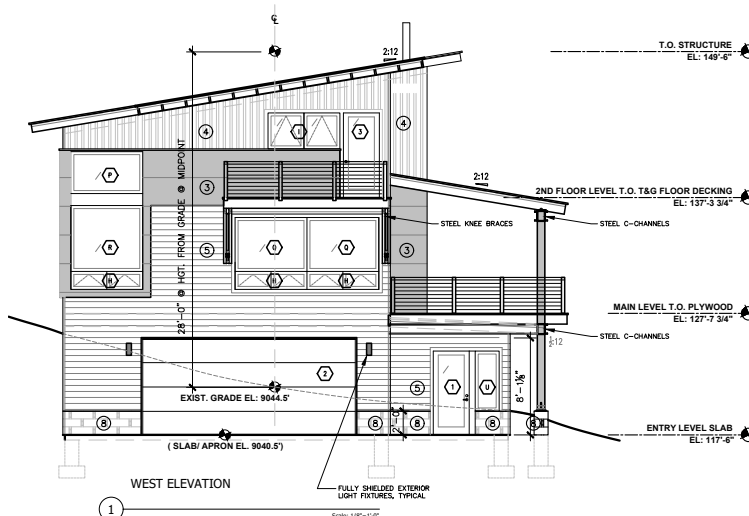 C
L
2:12
T.O. STRUCTURE
EL: 149'-6"
4
I
3
4
P
2:12
3
2ND FLOOR LEVEL T.O. T&G FLOOR DECKING
EL: 137'-3 3/4"
STEEL KNEE BRACES
STEEL C-CHANNELS
28'-0" @ HGT. FROM GRADE @ MIDPOINT
R
5
Q
3
H
H
H
MAIN LEVEL T.O. PLYWOOD
EL: 127'-7 3/4"
STEEL C-CHANNELS
2
1
U
5
EXIST. GRADE EL: 9044.5'
2'-0"
8
8
8
8
8
8
ENTRY LEVEL SLAB
EL: 117'-6"
( SLAB/ APRON EL. 9040.5')
WEST ELEVATION
FULLY SHIELDED EXTERIOR
LIGHT FIXTURES, TYPICAL
1